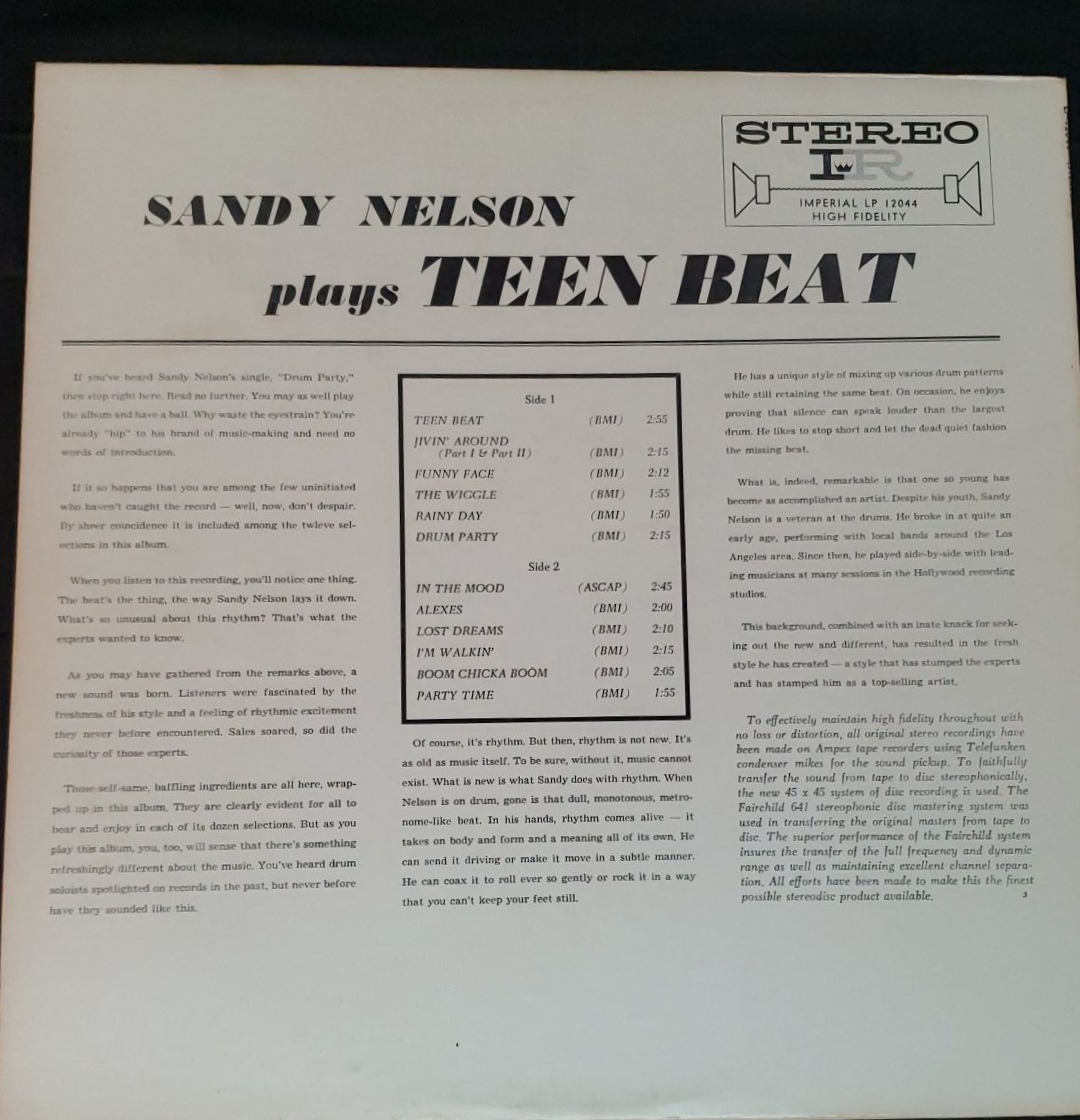 STEREO
IR
IMPERIAL LP 12044
HIGH FIDELITY
SANDY NELSON
plays TEEN BEAT
If you've heard Sandy Nelson's single, "Drum Party,"
then stop right here. Read no further. You may as well play
the album and have a ball. Why waste the eyestrain? You're
already "hip" to his brand of music-making and need no
words of introduction.
If it so happens that you are among the few uninitiated
who haven't caught the record — well, now, don't despair.
By sheer coincidence it is included among the twleve sel-
ections in this album.
When you listen to this recording, you'll notice one thing.
The beat's the thing, the way Sandy Nelson lays it down.
What's so unusual about this rhythm? That's what the
experts wanted to know.
As you may have gathered from the remarks above, a
new sound was born. Listeners were fascinated by the
freshness of his style and a feeling of rhythmic excitement
they never before encountered. Sales soared, so did the
curiosity of those experts.
Those self-same, baffling ingredients are all here, wrap-
ped up in this album. They are clearly evident for all to
hear and enjoy in each of its dozen selections. But as you
play this album, you, too, will sense that there's something
refreshingly different about the music. You've heard drum
soloists spotlighted on records in the past, but never before
have they sounded like this.
Side 1
TEEN BEAT (BMI) 2:55
JIVIN' AROUND
(Part I & Part II) (BMI) 2:15
FUNNY FACE (BMI) 2:12
THE WIGGLE (BMI) 1:55
RAINY DAY (BMI) 1:50
DRUM PARTY (BMI) 2:15
Side 2
IN THE MOOD (ASCAP) 2:45
ALEXES (BMI) 2:00
LOST DREAMS (BMI) 2:10
I'M WALKIN' (BMI) 2:15
BOOM CHICKA BOOM (BMI) 2:05
PARTY TIME (BMI) 1:55
Of course, it's rhythm. But then, rhythm is not new. It's
as old as music itself. To be sure, without it, music cannot
exist. What is new is what Sandy does with rhythm. When
Nelson is on drum, gone is that dull, monotonous, metro-
nome-like beat. In his hands, rhythm comes alive — it
takes on body and form and a meaning all of its own. He
can send it driving or make it move in a subtle manner.
He can coax it to roll ever so gently or rock it in a way
that you can't keep your feet still.
He has a unique style of mixing up various drum patterns
while still retaining the same beat. On occasion, he enjoys
proving that silence can speak louder than the largest
drum. He likes to stop short and let the dead quiet fashion
the missing beat.
What is, indeed, remarkable is that one so young has
become as accomplished an artist. Despite his youth, Sandy
Nelson is a veteran at the drums. He broke in at quite an
early age, performing with local bands around the Los
Angeles area. Since then, he played side-by-side with lead-
ing musicians at many sessions in the Hollywood recording
studios.
This background, combined with an inate knack for seek-
ing out the new and different, has resulted in the fresh
style he has created — a style that has stumped the experts
and has stamped him as a top-selling artist.
To effectively maintain high fidelity throughout with
no loss or distortion, all original stereo recordings have
been made on Ampex tape recorders using Telefunken
condenser mikes for the sound pickup. To faithfully
transfer the sound from tape to disc stereophonically,
the new 45 x 45 system of disc recording is used. The
Fairchild 641 stereophonic disc mastering system was
used in transferring the original masters from tape to
disc. The superior performance of the Fairchild system
insures the transfer of the full frequency and dynamic
range as well as maintaining excellent channel separa-
tion. All efforts have been made to make this the finest
possible stereodisc product available. 3